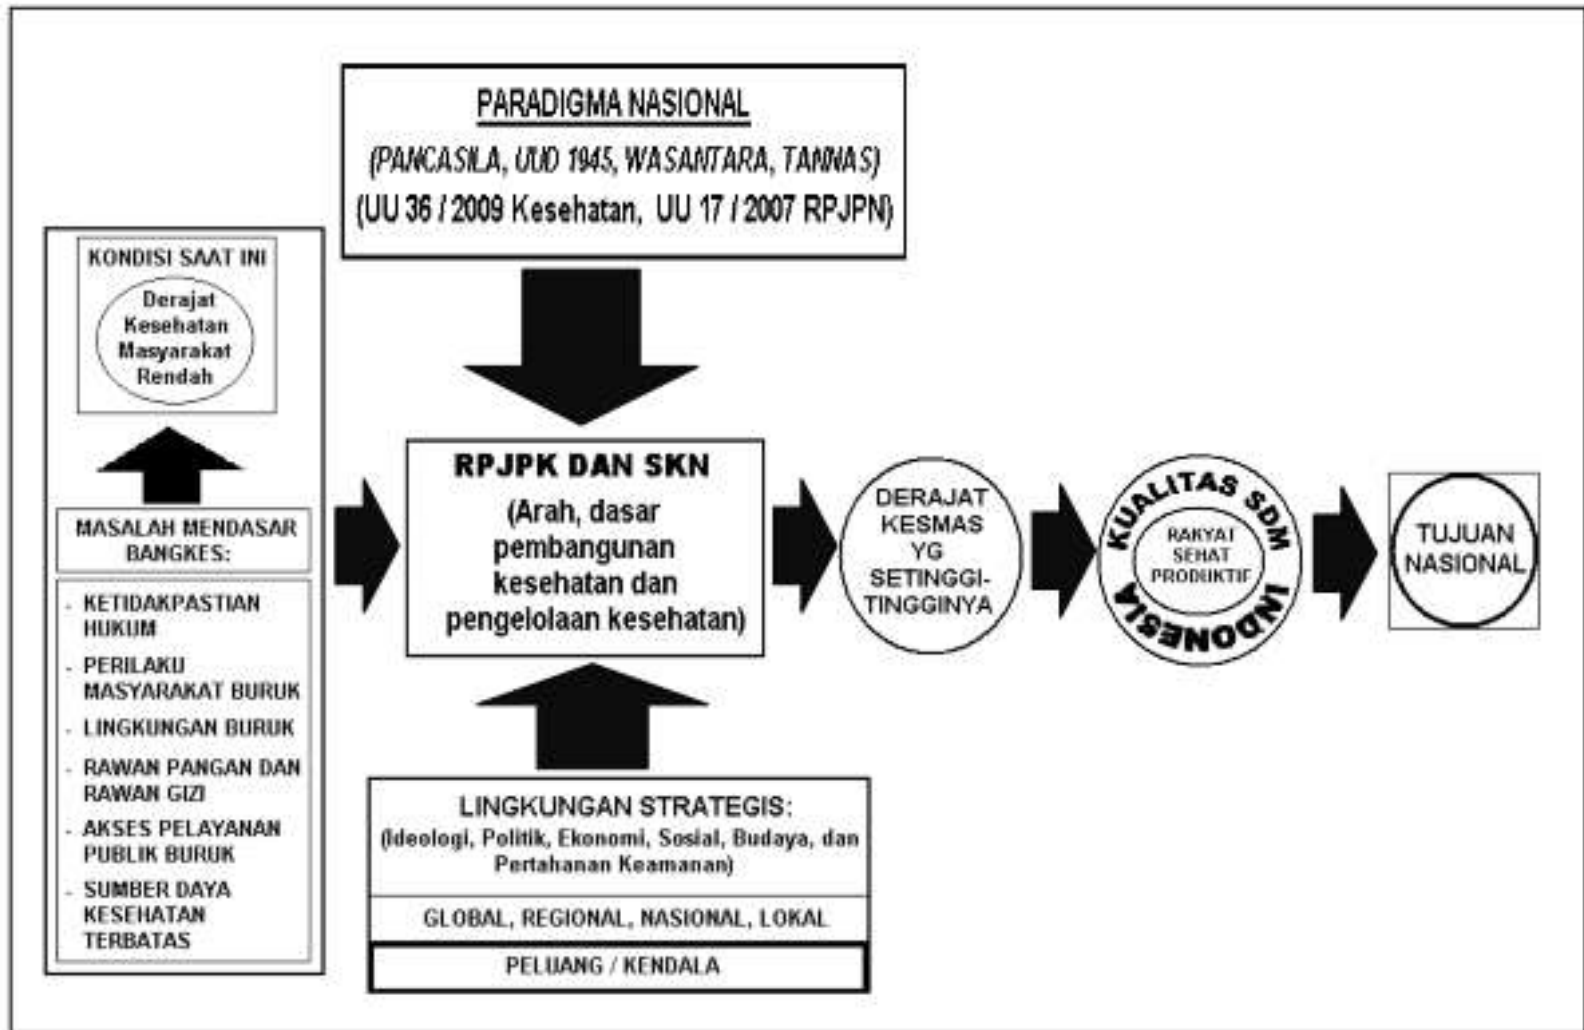 PARADIGMA NASIONAL
(PANCASILA, UUD 1945, WASANTARA, TANNAS)
(UU 36 / 2009 Kesehatan, UU 17 / 2007 RPJPN)
KONDISI SAAT INI
Derajat
Kesehatan
Masyarakat
Rendah
MASALAH MENDASAR
BANGKES:
- KETIDAKPASTIAN
HUKUM
- PERILAKU
MASYARAKAT BURUK
- LINGKUNGAN BURUK
- RAWAN PANGAN DAN
RAWAN GIZI
- AKSES PELAYANAN
PUBLIK BURUK
- SUMBER DAYA
KESEHATAN
TERBATAS
RPJPK DAN SKN
(Arah, dasar
pembangunan
kesehatan dan
pengelolaan kesehatan)
LINGKUNGAN STRATEGIS:
(Ideologi, Politik, Ekonomi, Sosial, Budaya, dan
Pertahanan Keamanan)
GLOBAL, REGIONAL, NASIONAL, LOKAL
PELUANG / KENDALA
DERAJAT
KESMAS
YG
SETINGGI-
TINGGINYA
KUALITAS SDM
INDONESIA
RAKYAT
SEHAT
PRODUKTIF
TUJUAN
NASIONAL